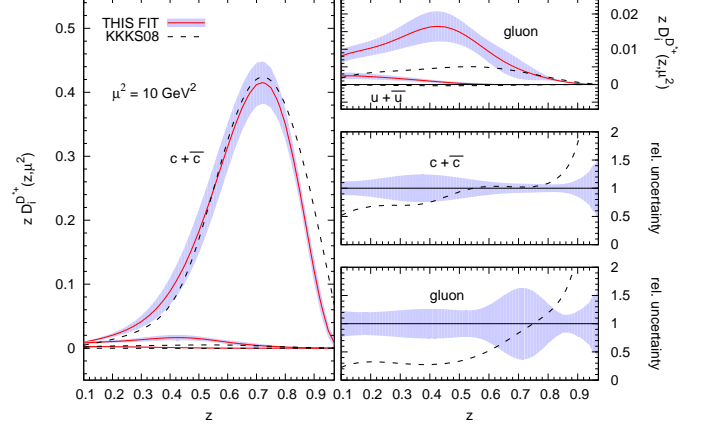 THIS FIT
KKKS08
μ² = 10 GeV²
c + c̅
z D_i^{D*+}(z,μ²)
0.5
0.4
0.3
0.2
0.1
0
0.1 0.2 0.3 0.4 0.5 0.6 0.7 0.8 0.9
z
gluon
u + u̅
0.02
0.01
0
z D_i^{D*+}(z,μ²)
c + c̅
2
1.5
1
0.5
0
rel. uncertainty
gluon
2
1.5
1
0.5
0
rel. uncertainty
0.1 0.2 0.3 0.4 0.5 0.6 0.7 0.8 0.9
z